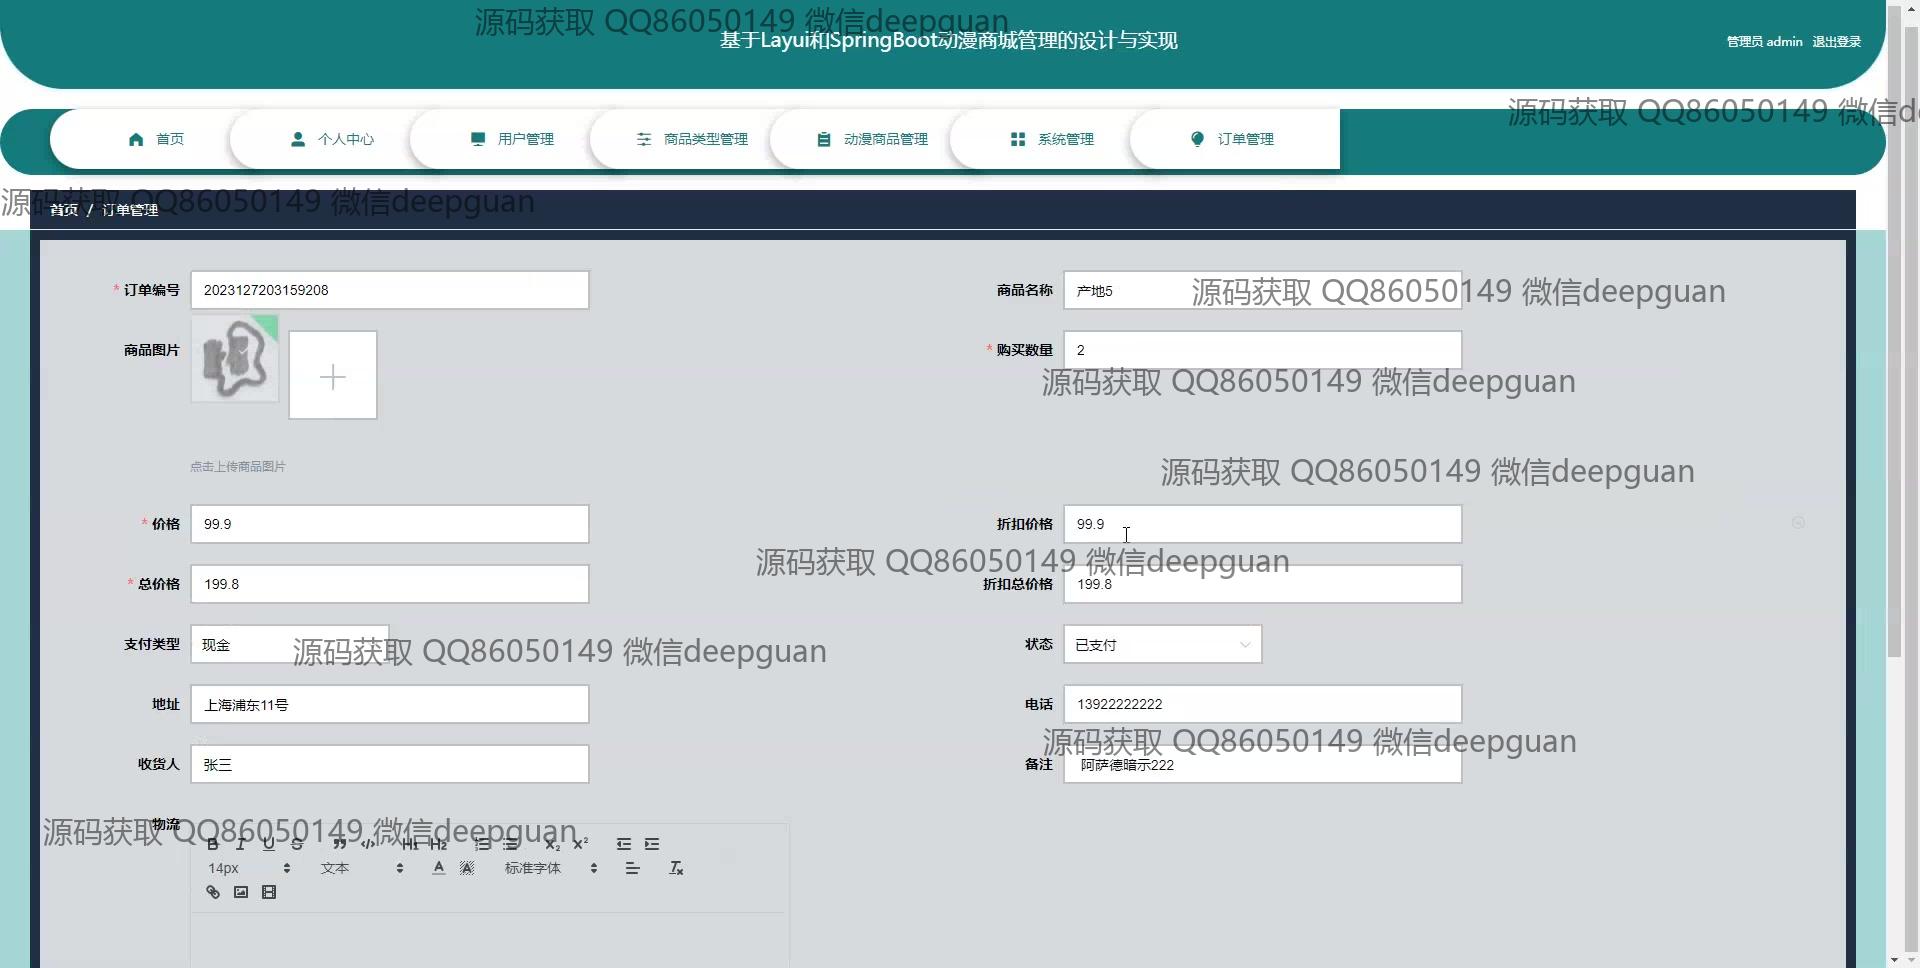 源码获取 QQ86050149 微信deepguan
基于Layui和SpringBoot动漫商城管理的设计与实现
管理员 admin 退出登录
源码获取 QQ86050149 微信de
首页 个人中心 用户管理 商品类型管理 动漫商品管理 系统管理 订单管理
源码获取 QQ86050149 微信deepguan
首页 / 订单管理
* 订单编号 2023127203159208
商品名称 产地5
源码获取 QQ86050149 微信deepguan
商品图片
* 购买数量 2
源码获取 QQ86050149 微信deepguan
点击上传商品图片
源码获取 QQ86050149 微信deepguan
* 价格 99.9
折扣价格 99.9
源码获取 QQ86050149 微信deepguan
* 总价格 199.8
折扣总价格 199.8
支付类型 现金
源码获取 QQ86050149 微信deepguan
状态 已支付
地址 上海浦东11号
电话 13922222222
源码获取 QQ86050149 微信deepguan
收货人 张三
备注 阿萨德暗示222
物流
源码获取 QQ86050149 微信deepguan
B I U S ” </> H1 H2 X₂ X²
14px 文本 A A 标准字体 Tx